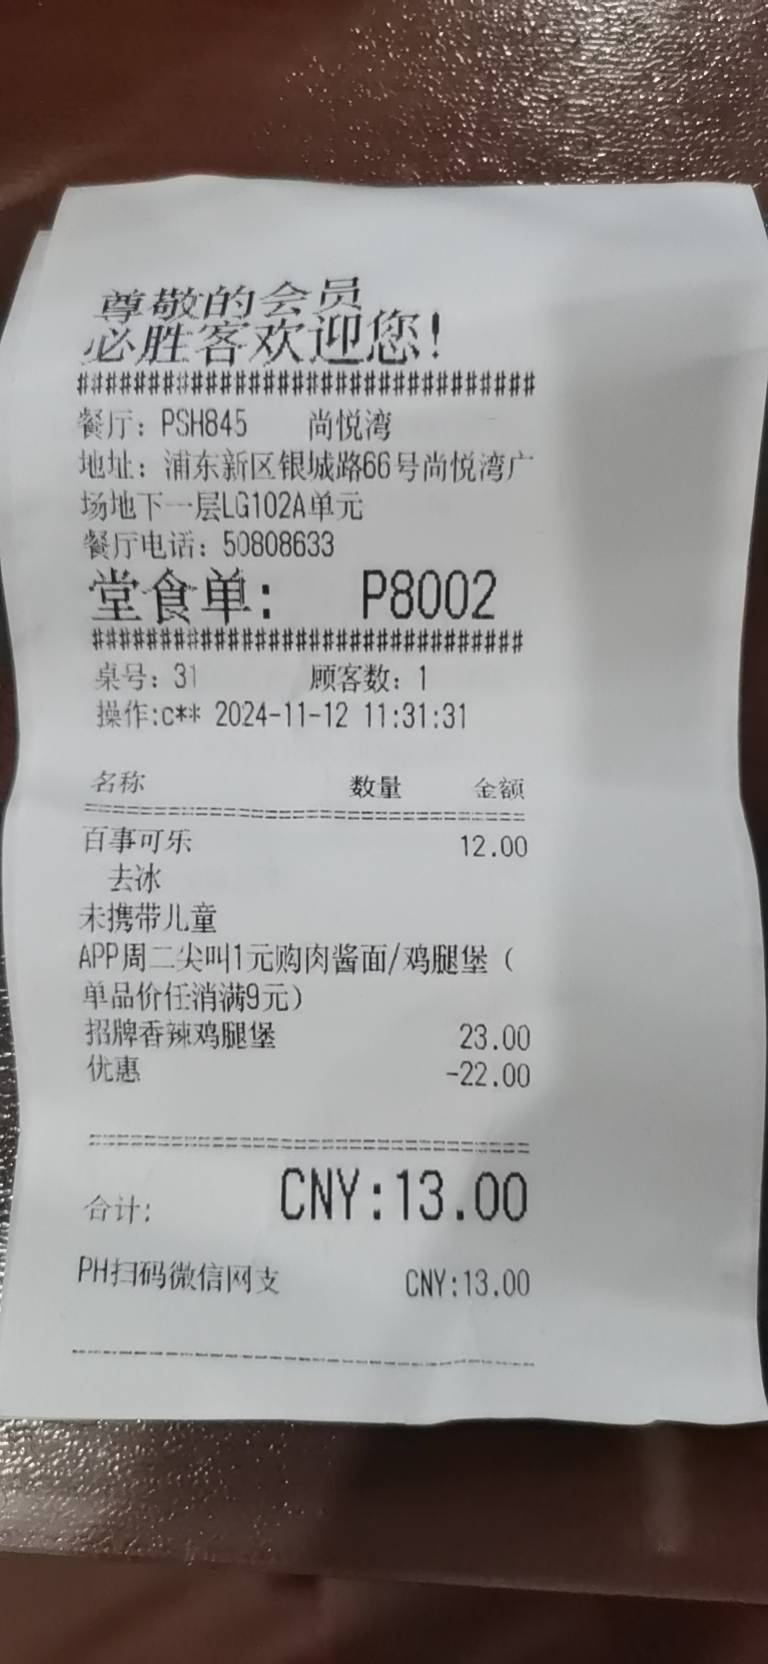 尊敬的会员
必胜客欢迎您!
######################################
餐厅：PSH845 尚悦湾
地址：浦东新区银城路66号尚悦湾广
场地下一层LG102A单元
餐厅电话：50808633
堂食单: P8002
######################################
桌号：31 顾客数：1
操作:c** 2024-11-12 11:31:31
名称 数量 金额
百事可乐 12.00
去冰
未携带儿童
APP周二尖叫1元购肉酱面/鸡腿堡（
单品价任消满9元）
招牌香辣鸡腿堡 23.00
优惠 -22.00
合计: CNY:13.00
PH扫码微信网支 CNY:13.00